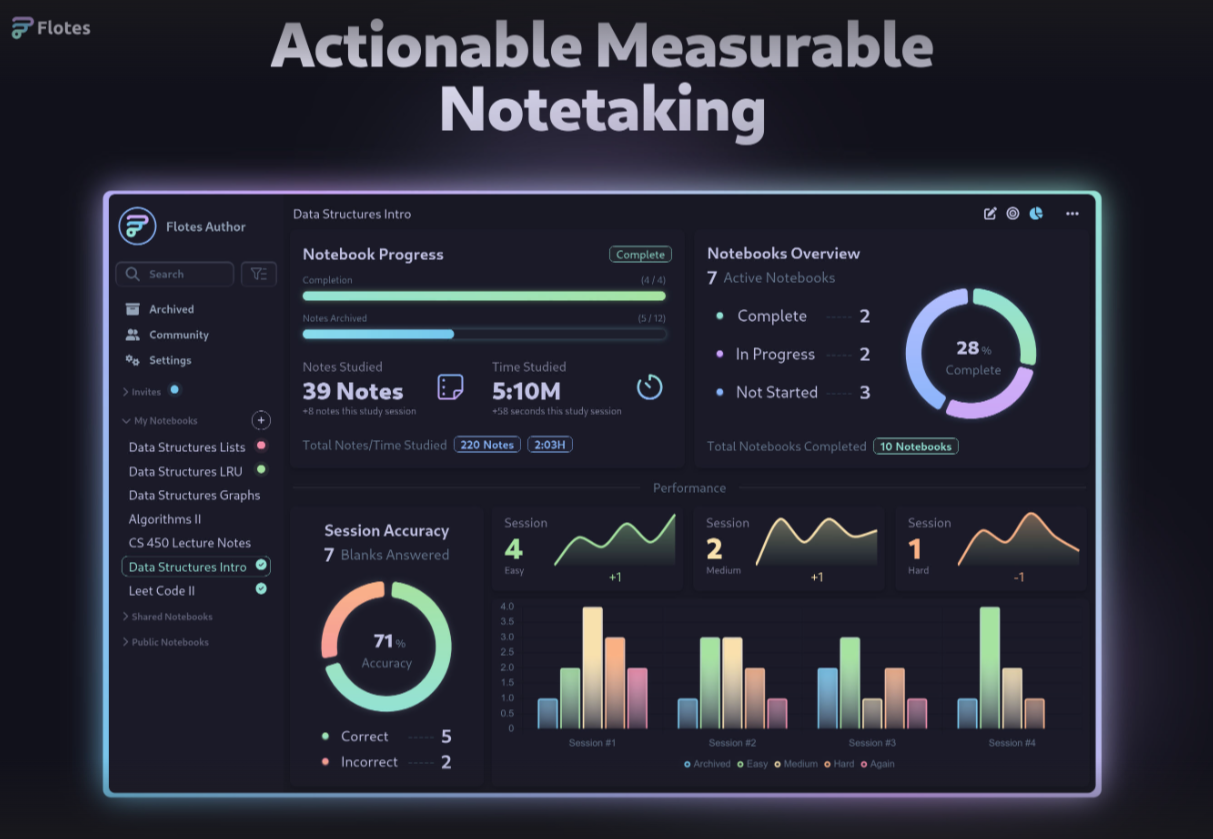 Flotes
Actionable Measurable
Notetaking
Flotes Author
Search
Archived
Community
Settings
Invites
My Notebooks
Data Structures Lists
Data Structures LRU
Data Structures Graphs
Algorithms II
CS 450 Lecture Notes
Data Structures Intro
Leet Code II
Shared Notebooks
Public Notebooks
Data Structures Intro
Notebook Progress
Complete
Completion (4 / 4)
Notes Archived (5 / 12)
Notes Studied
39 Notes
+8 notes this study session
Time Studied
5:10M
+58 seconds this study session
Total Notes/Time Studied 220 Notes 2:03H
Notebooks Overview
7 Active Notebooks
Complete 2
In Progress 2
Not Started 3
28%
Complete
Total Notebooks Completed 10 Notebooks
Performance
Session Accuracy
7 Blanks Answered
71%
Accuracy
Correct 5
Incorrect 2
Session
4
Easy
+1
Session
2
Medium
+1
Session
1
Hard
-1
4.0
3.5
3.0
2.5
2.0
1.5
1.0
0.5
0
Session #1 Session #2 Session #3 Session #4
Archived Easy Medium Hard Again